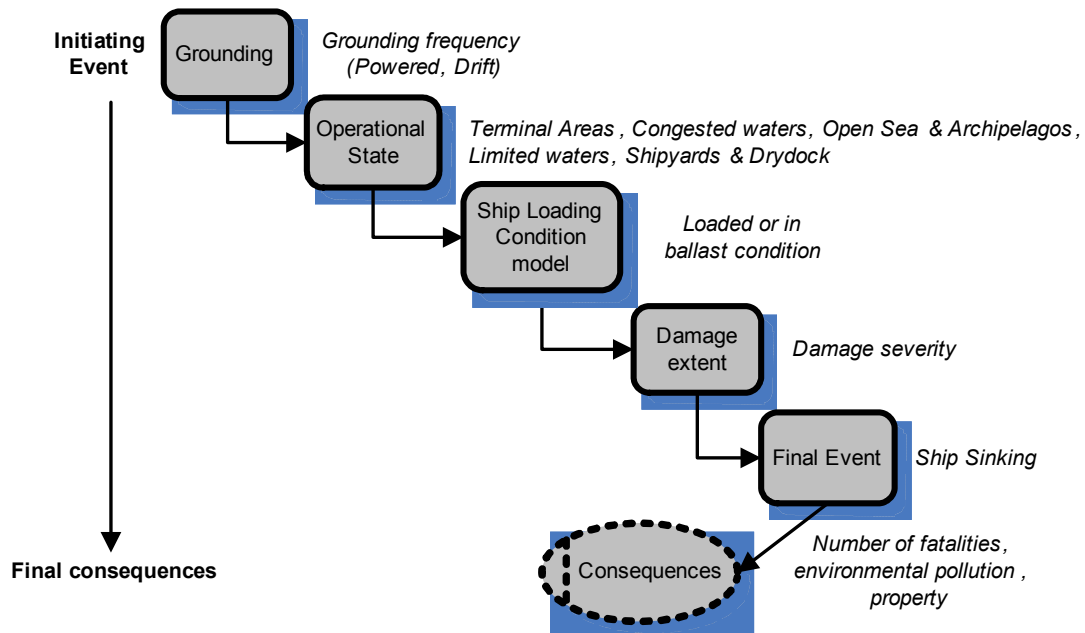 Initiating
Event
Grounding
Grounding frequency
(Powered, Drift)
Operational
State
Terminal Areas, Congested waters, Open Sea & Archipelagos,
Limited waters, Shipyards & Drydock
Ship Loading
Condition
model
Loaded or in
ballast condition
Damage
extent
Damage severity
Final Event
Ship Sinking
Final consequences
Consequences
Number of fatalities,
environmental pollution,
property